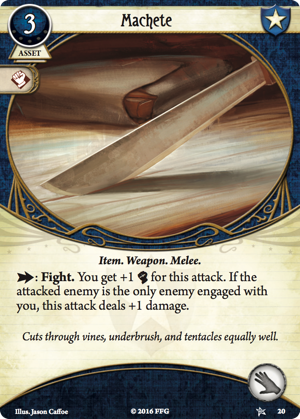 3
Machete
ASSET
Item. Weapon. Melee.
: Fight. You get +1 for this attack. If the
attacked enemy is the only enemy engaged with
you, this attack deals +1 damage.
Cuts through vines, underbrush, and tentacles equally well.
Illus. Jason Caffoe
© 2016 FFG
20